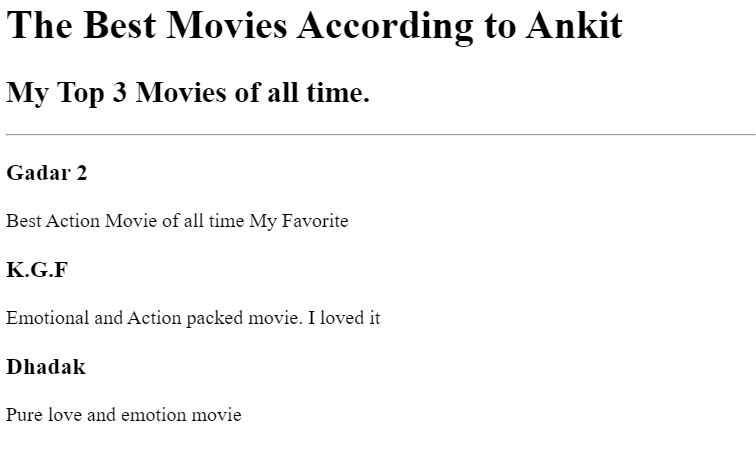 The Best Movies According to Ankit
My Top 3 Movies of all time.
Gadar 2
Best Action Movie of all time My Favorite
K.G.F
Emotional and Action packed movie. I loved it
Dhadak
Pure love and emotion movie